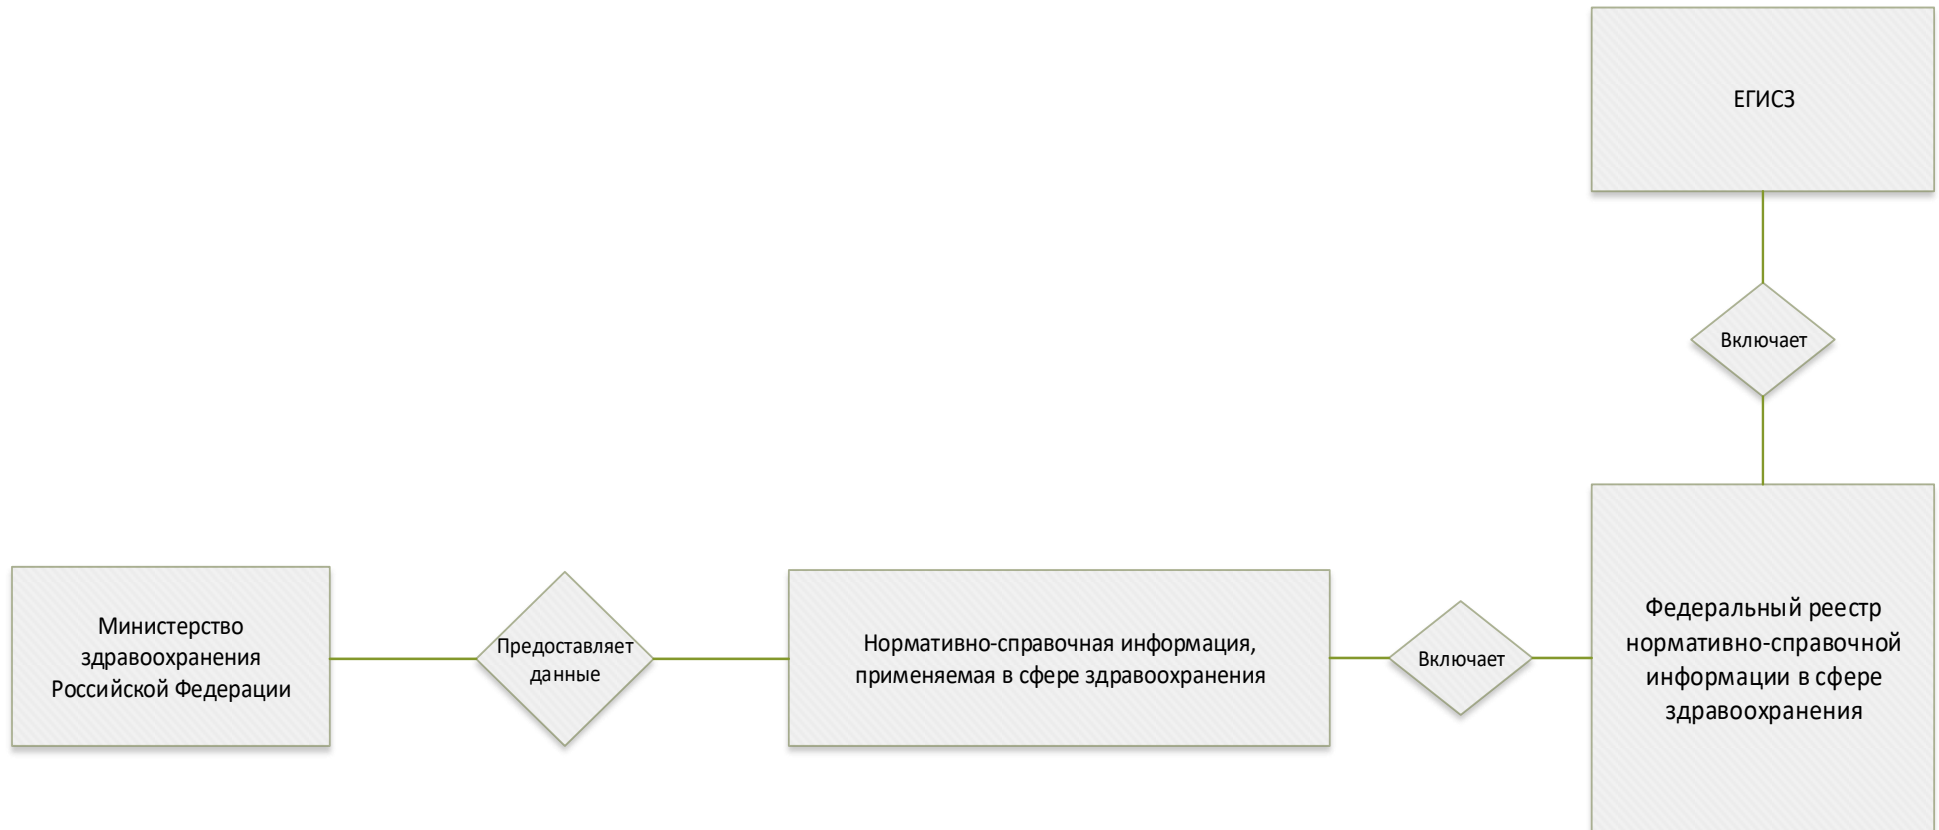 ЕГИСЗ
Включает
Министерство
здравоохранения
Российской Федерации
Предоставляет
данные
Нормативно-справочная информация,
применяемая в сфере здравоохранения
Включает
Федеральный реестр
нормативно-справочной
информации в сфере
здравоохранения